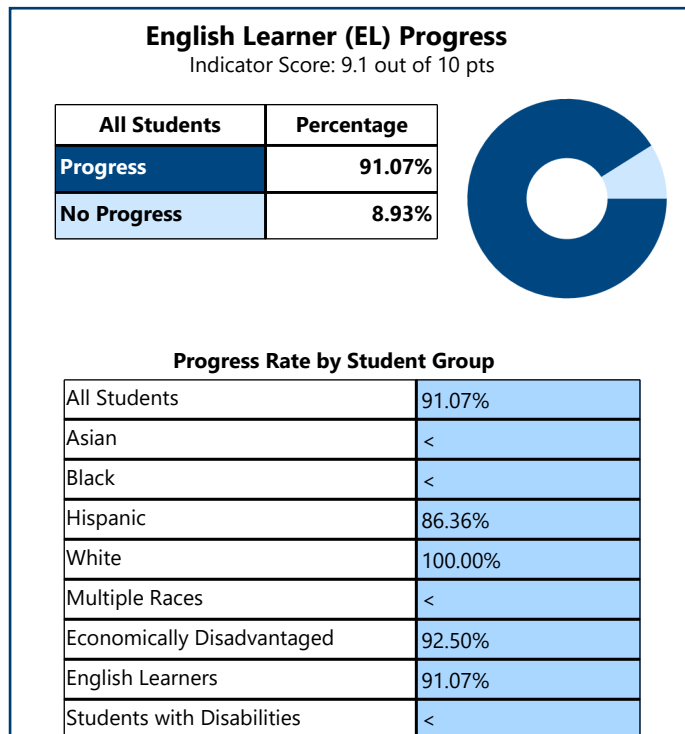 English Learner (EL) Progress
Indicator Score: 9.1 out of 10 pts
All Students Percentage
Progress 91.07%
No Progress 8.93%
Progress Rate by Student Group
All Students 91.07%
Asian <
Black <
Hispanic 86.36%
White 100.00%
Multiple Races <
Economically Disadvantaged 92.50%
English Learners 91.07%
Students with Disabilities <